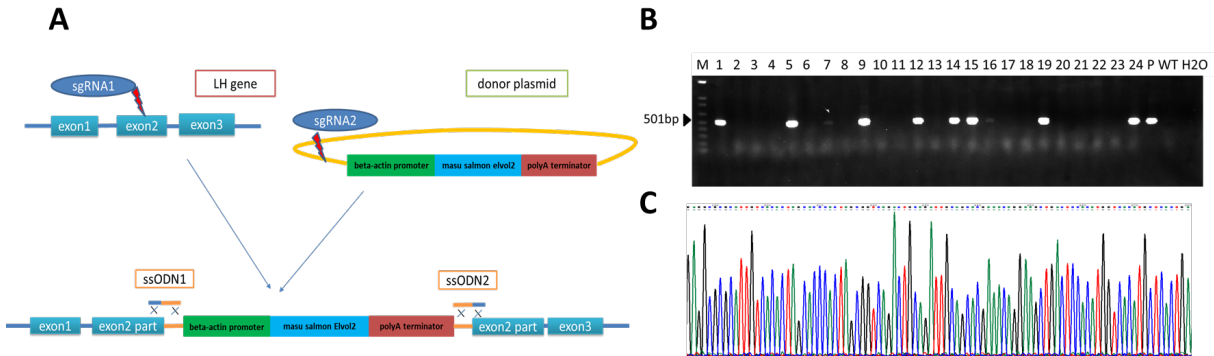 A
sgRNA1
LH gene
donor plasmid
exon1
exon2
exon3
sgRNA2
beta-actin promoter
masu salmon elvol2
polyA terminator
ssODN1
ssODN2
exon1
exon2 part
beta-actin promoter
masu salmon Elvol2
polyA terminator
exon2 part
exon3
B
M 1 2 3 4 5 6 7 8 9 10 11 12 13 14 15 16 17 18 19 20 21 22 23 24 P WT H2O
501bp
C